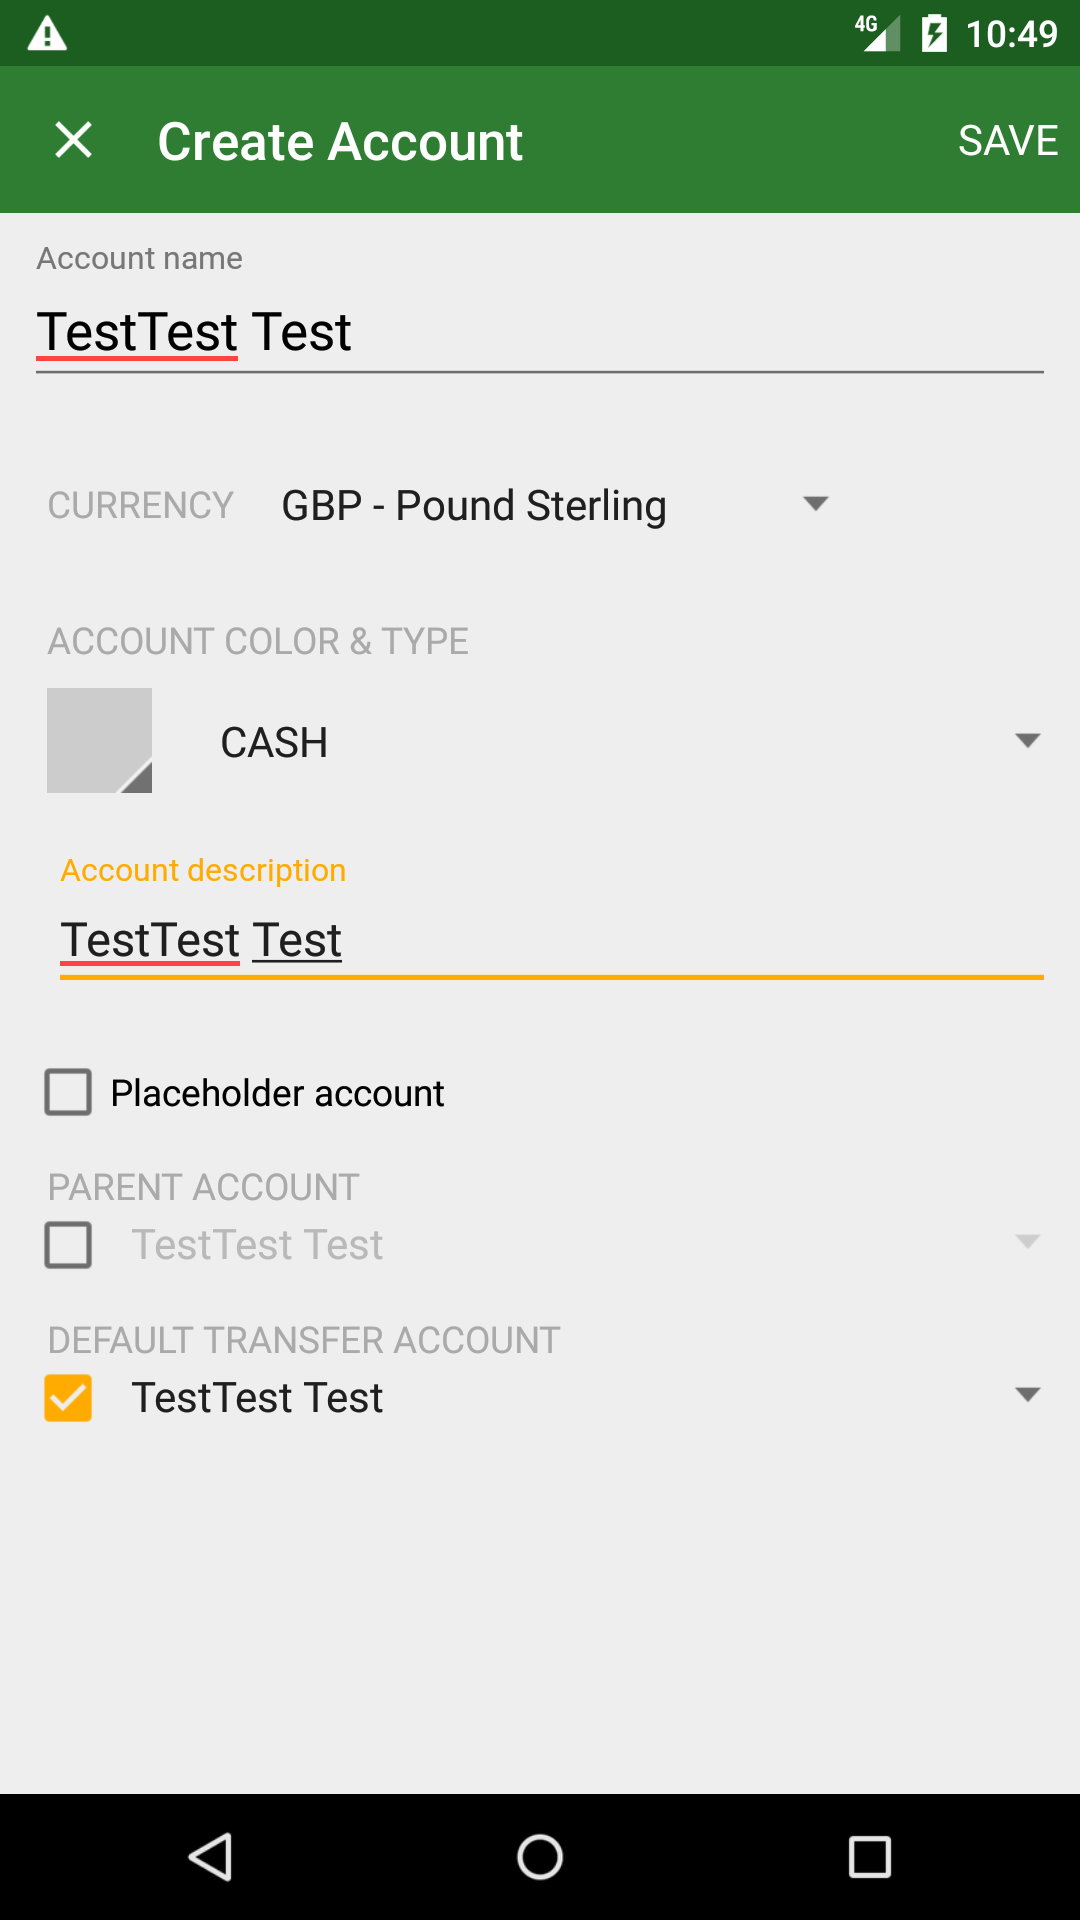 4G 10:49
Create Account SAVE
Account name
TestTest Test
CURRENCY GBP - Pound Sterling
ACCOUNT COLOR & TYPE
CASH
Account description
TestTest Test
Placeholder account
PARENT ACCOUNT
TestTest Test
DEFAULT TRANSFER ACCOUNT
TestTest Test